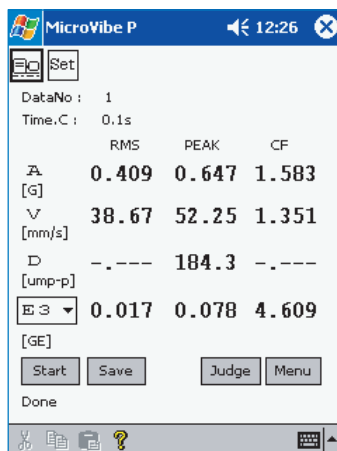 MicroVibe P 12:26
Set
DataNo : 1
Time.C : 0.1s
RMS PEAK CF
A 0.409 0.647 1.583
[G]
V 38.67 52.25 1.351
[mm/s]
D -.--- 184.3 -.---
[ump-p]
E3 0.017 0.078 4.609
[GE]
Start Save Judge Menu
Done